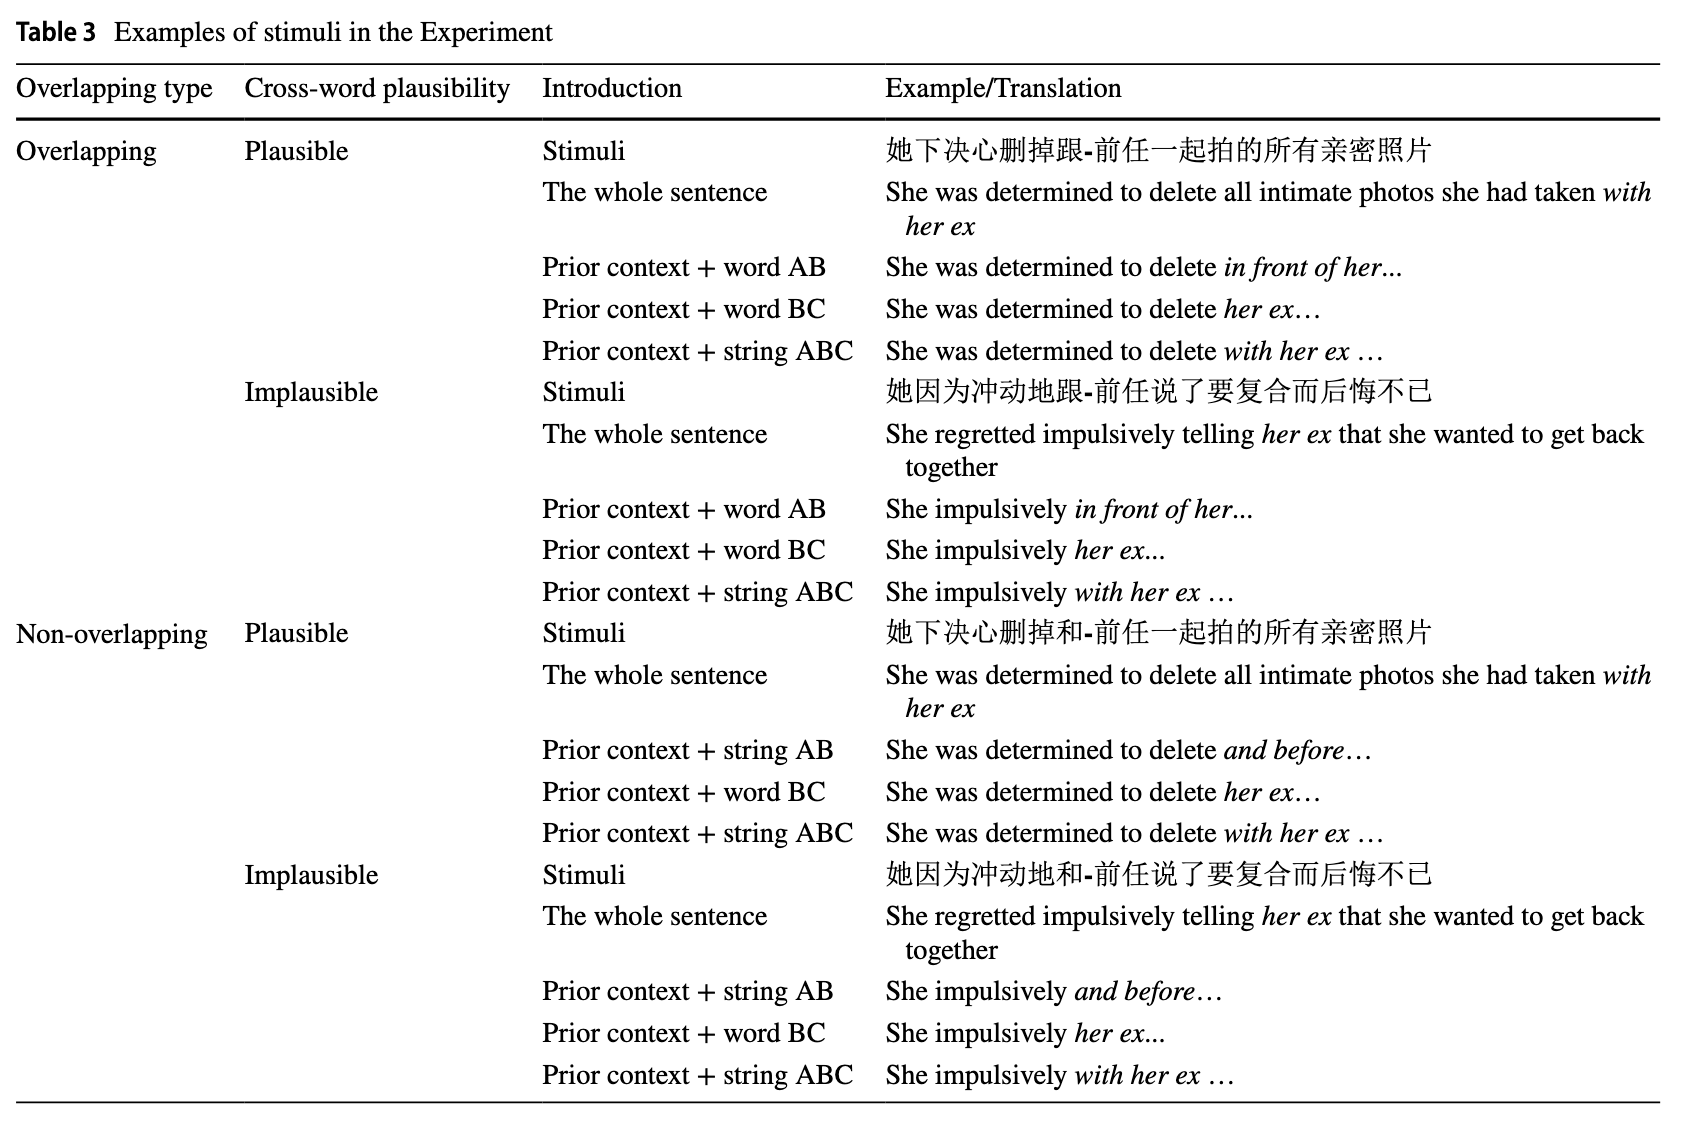 Table 3 Examples of stimuli in the Experiment
Overlapping type Cross-word plausibility Introduction Example/Translation
Overlapping Plausible Stimuli 她下决心删掉跟-前任一起拍的所有亲密照片
The whole sentence She was determined to delete all intimate photos she had taken with
her ex
Prior context + word AB She was determined to delete in front of her...
Prior context + word BC She was determined to delete her ex…
Prior context + string ABC She was determined to delete with her ex …
Implausible Stimuli 她因为冲动地跟-前任说了要复合而后悔不已
The whole sentence She regretted impulsively telling her ex that she wanted to get back
together
Prior context + word AB She impulsively in front of her...
Prior context + word BC She impulsively her ex...
Prior context + string ABC She impulsively with her ex …
Non-overlapping Plausible Stimuli 她下决心删掉和-前任一起拍的所有亲密照片
The whole sentence She was determined to delete all intimate photos she had taken with
her ex
Prior context + string AB She was determined to delete and before…
Prior context + word BC She was determined to delete her ex…
Prior context + string ABC She was determined to delete with her ex …
Implausible Stimuli 她因为冲动地和-前任说了要复合而后悔不已
The whole sentence She regretted impulsively telling her ex that she wanted to get back
together
Prior context + string AB She impulsively and before…
Prior context + word BC She impulsively her ex...
Prior context + string ABC She impulsively with her ex …